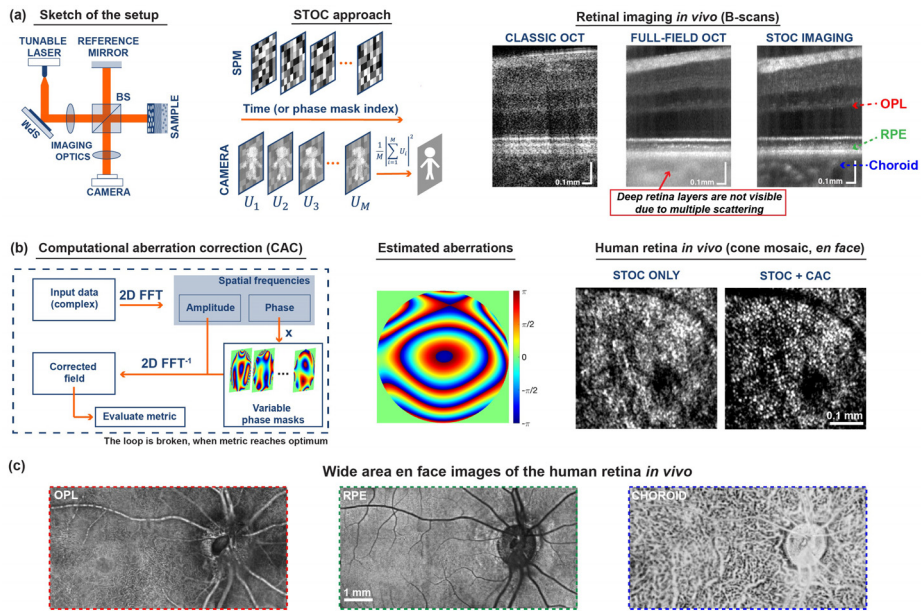 (a)
Sketch of the setup
TUNABLE
LASER
REFERENCE
MIRROR
BS
SAMPLE
SPM
IMAGING
OPTICS
CAMERA
STOC approach
SPM
Time (or phase mask index)
CAMERA
U1 U2 U3 UM
1/M |∑ M i=1 Ui|²
Retinal imaging in vivo (B-scans)
CLASSIC OCT
FULL-FIELD OCT
STOC IMAGING
OPL
RPE
Choroid
0.1mm
0.1mm
0.1mm
Deep retina layers are not visible
due to multiple scattering
(b)
Computational aberration correction (CAC)
Input data
(complex)
2D FFT
Spatial frequencies
Amplitude
Phase
x
Corrected
field
2D FFT-1
Evaluate metric
Variable
phase masks
The loop is broken, when metric reaches optimum
Estimated aberrations
π
π/2
0
−π/2
−π
Human retina in vivo (cone mosaic, en face)
STOC ONLY
STOC + CAC
0.1 mm
(c)
Wide area en face images of the human retina in vivo
OPL
RPE
CHOROID
1 mm